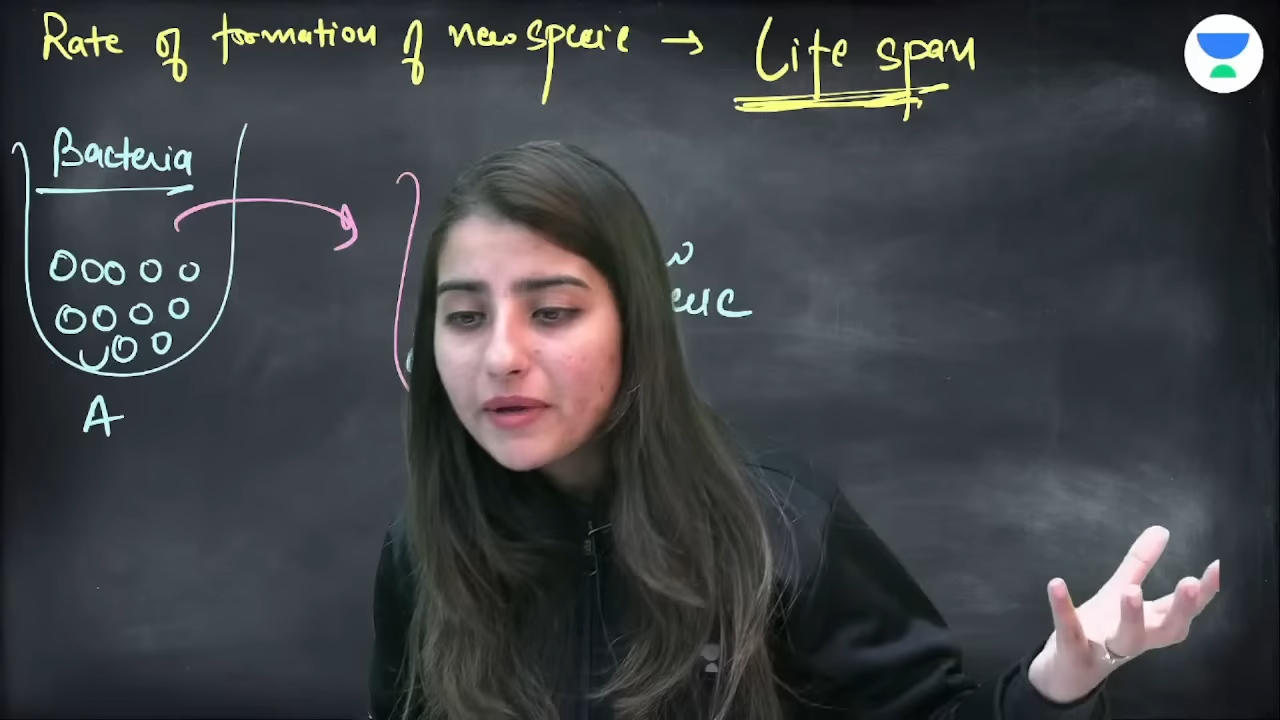 Rate of formation of new specie → Life span
Bacteria
A